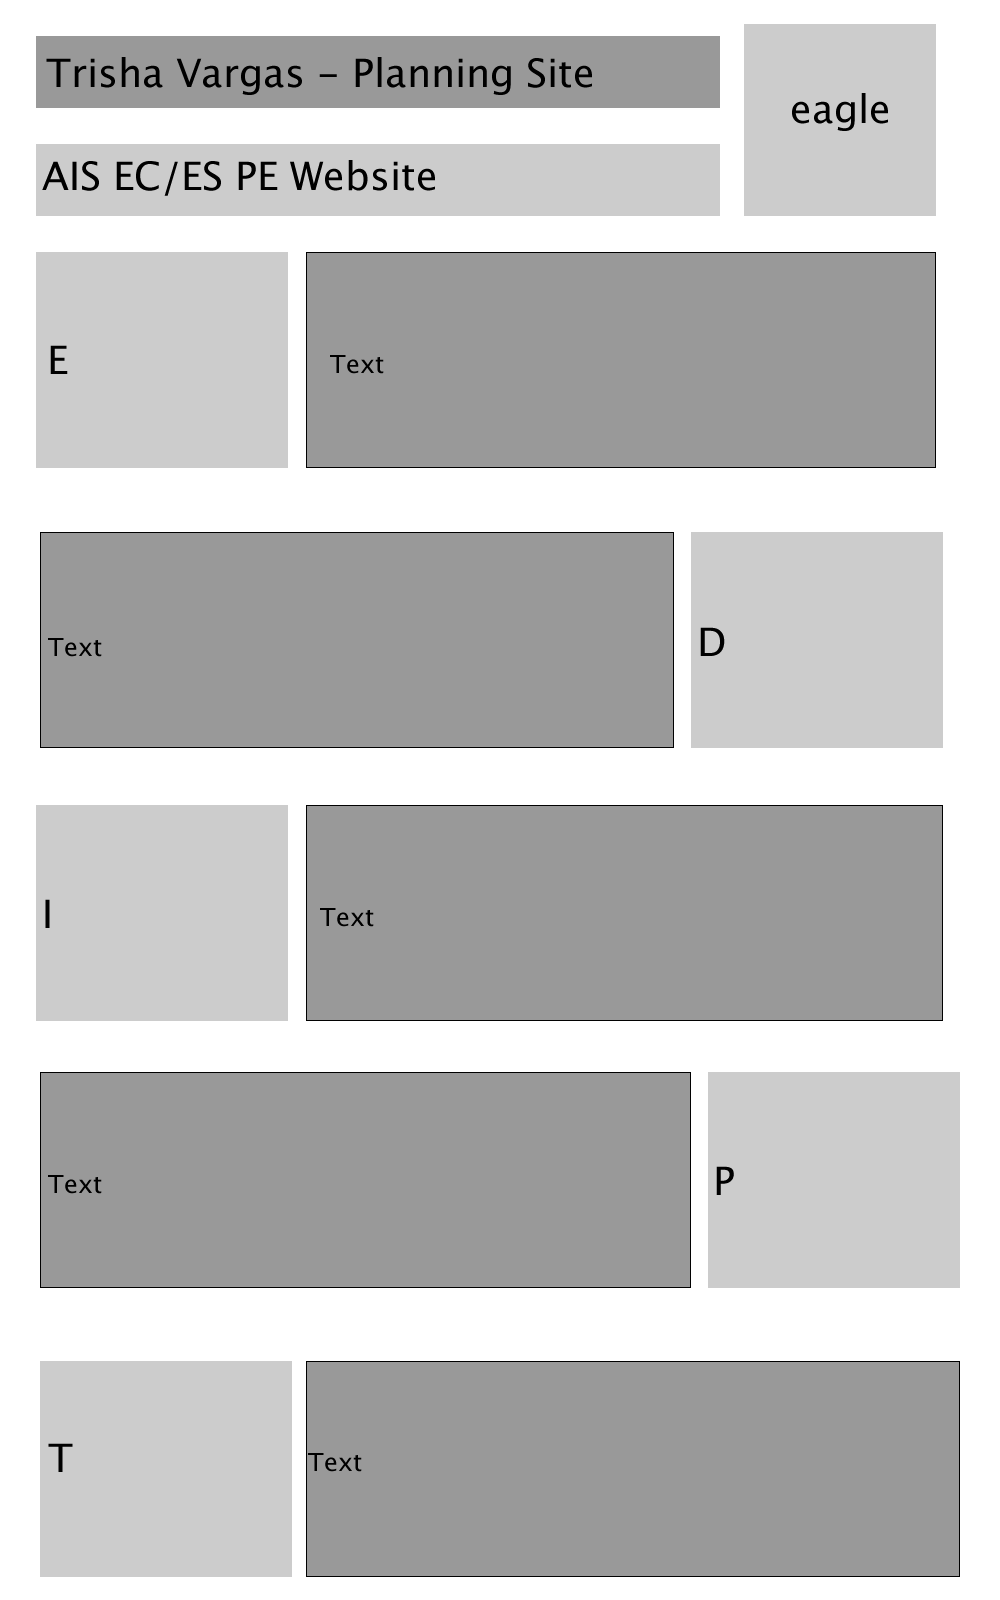 Trisha Vargas – Planning Site
eagle
AIS EC/ES PE Website
E
Text
Text
D
I
Text
Text
P
T
Text